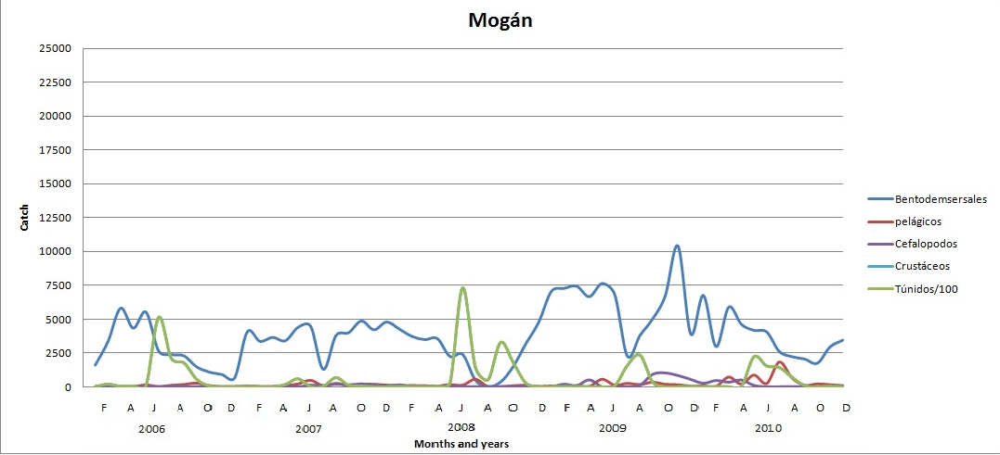 Mogán
25000
22500
20000
17500
15000
12500
10000
7500
5000
2500
0
Catch
F A J A O D F A J A O D F A J A O D F A J A O D F A J A O D
2006 2007 2008 2009 2010
Months and years
Bentodemsersales
pelágicos
Cefalopodos
Crustáceos
Túnidos/100